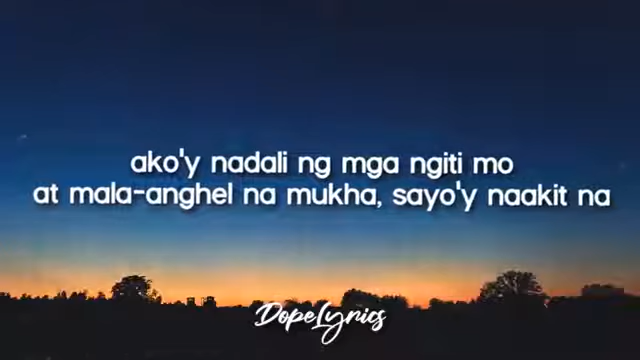 ako'y nadali ng mga ngiti mo
at mala-anghel na mukha, sayo'y naakit na
DopeLyrics